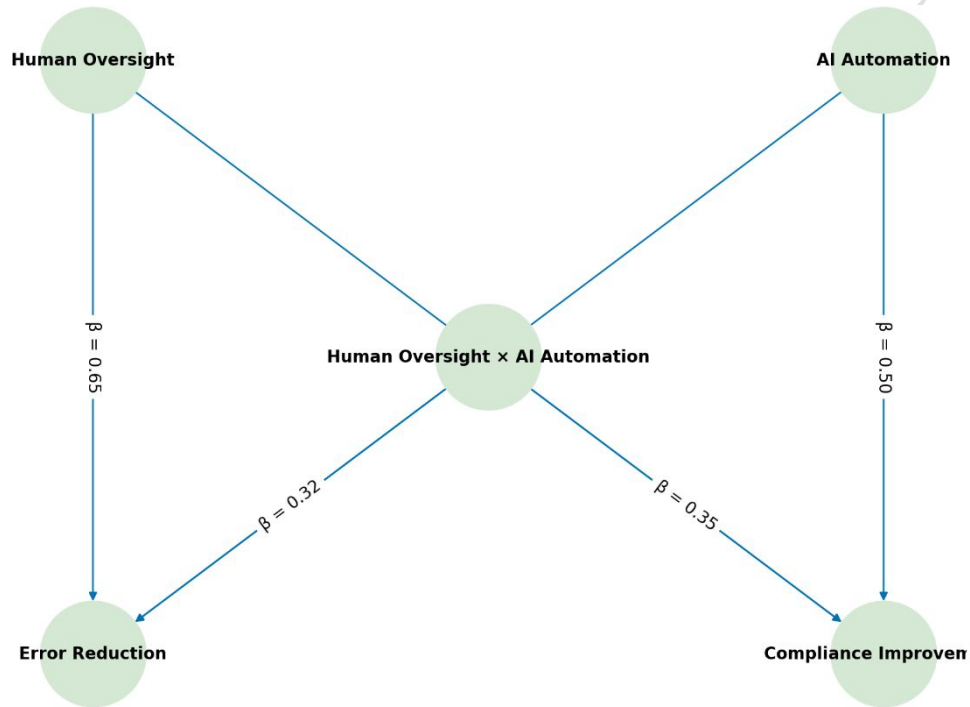 Human Oversight
AI Automation
β = 0.65
β = 0.50
Human Oversight × AI Automation
β = 0.32
β = 0.35
Error Reduction
Compliance Improvem